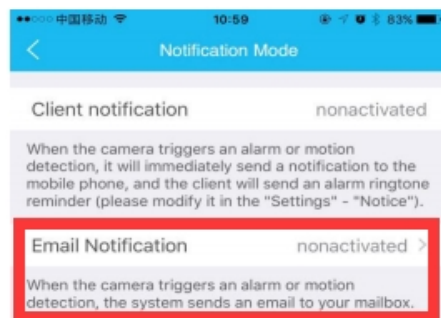 中国移动 10:59 83%
Notification Mode
Client notification nonactivated
When the camera triggers an alarm or motion
detection, it will immediately send a notification to the
mobile phone, and the client will send an alarm ringtone
reminder (please modify it in the "Settings" - "Notice").
Email Notification nonactivated >
When the camera triggers an alarm or motion
detection, the system sends an email to your mailbox.